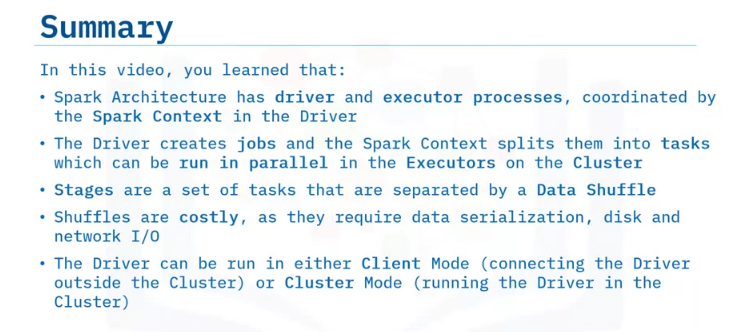 Summary
In this video, you learned that:
• Spark Architecture has driver and executor processes, coordinated by
the Spark Context in the Driver
• The Driver creates jobs and the Spark Context splits them into tasks
which can be run in parallel in the Executors on the Cluster
• Stages are a set of tasks that are separated by a Data Shuffle
• Shuffles are costly, as they require data serialization, disk and
network I/O
• The Driver can be run in either Client Mode (connecting the Driver
outside the Cluster) or Cluster Mode (running the Driver in the
Cluster)